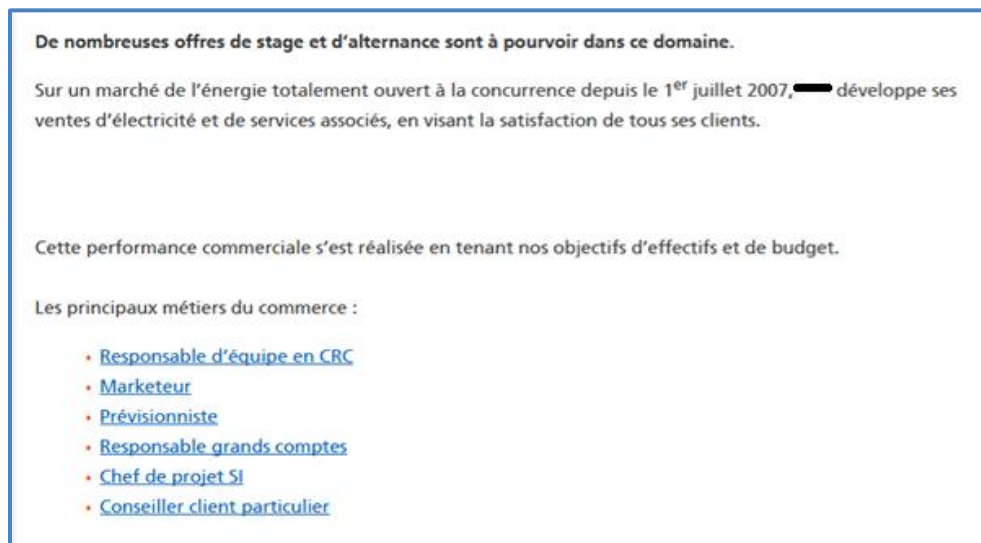 De nombreuses offres de stage et d'alternance sont à pourvoir dans ce domaine.
Sur un marché de l'énergie totalement ouvert à la concurrence depuis le 1er juillet 2007, développe ses
ventes d'électricité et de services associés, en visant la satisfaction de tous ses clients.
Cette performance commerciale s'est réalisée en tenant nos objectifs d'effectifs et de budget.
Les principaux métiers du commerce :
• Responsable d'équipe en CRC
• Marketeur
• Prévisionniste
• Responsable grands comptes
• Chef de projet SI
• Conseiller client particulier